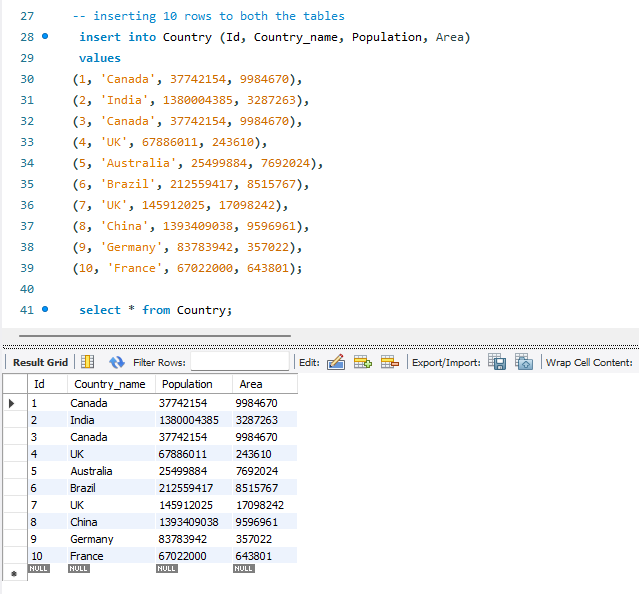 27 -- inserting 10 rows to both the tables
28 insert into Country (Id, Country_name, Population, Area)
29 values
30 (1, 'Canada', 37742154, 9984670),
31 (2, 'India', 1380004385, 3287263),
32 (3, 'Canada', 37742154, 9984670),
33 (4, 'UK', 67886011, 243610),
34 (5, 'Australia', 25499884, 7692024),
35 (6, 'Brazil', 212559417, 8515767),
36 (7, 'UK', 145912025, 17098242),
37 (8, 'China', 1393409038, 9596961),
38 (9, 'Germany', 83783942, 357022),
39 (10, 'France', 67022000, 643801);
40
41 select * from Country;
Result Grid Filter Rows: Edit: Export/Import: Wrap Cell Content:
Id Country_name Population Area
1 Canada 37742154 9984670
2 India 1380004385 3287263
3 Canada 37742154 9984670
4 UK 67886011 243610
5 Australia 25499884 7692024
6 Brazil 212559417 8515767
7 UK 145912025 17098242
8 China 1393409038 9596961
9 Germany 83783942 357022
10 France 67022000 643801
NULL NULL NULL NULL